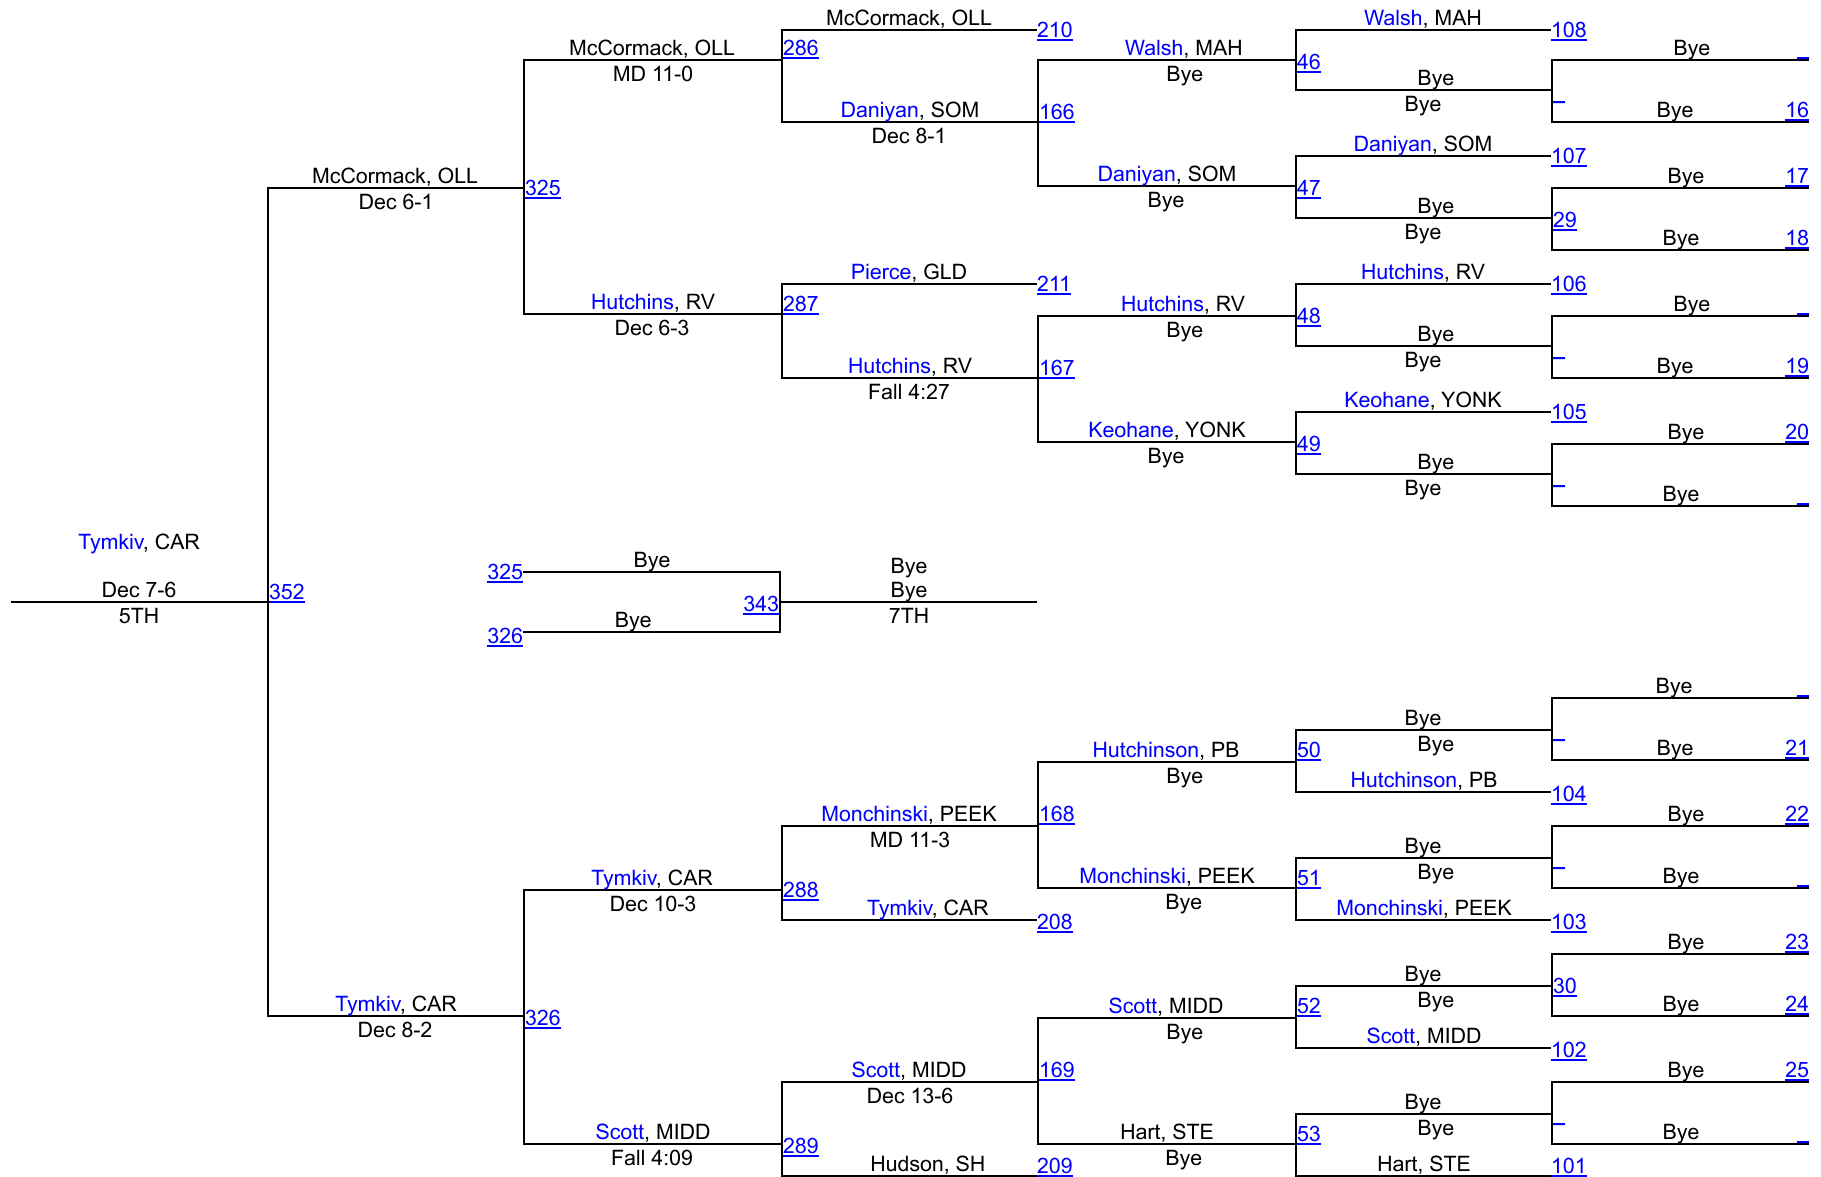 McCormack, OLL
210
Walsh, MAH
108
McCormack, OLL
MD 11-0
286
Walsh, MAH
Bye
46
Bye
Bye
Bye
Daniyan, SOM
Dec 8-1
166
Bye
16
Daniyan, SOM
107
McCormack, OLL
Dec 6-1
325
Daniyan, SOM
Bye
47
Bye
17
Bye
Bye
29
Bye
18
Pierce, GLD
211
Hutchins, RV
106
Hutchins, RV
Dec 6-3
287
Hutchins, RV
Bye
48
Bye
Bye
Bye
Hutchins, RV
Fall 4:27
167
Bye
19
Keohane, YONK
105
Keohane, YONK
Bye
49
Bye
20
Bye
Bye
Bye
Tymkiv, CAR
Dec 7-6
5TH
352
325
Bye
326
Bye
343
Bye
Bye
7TH
Bye
Hutchinson, PB
Bye
50
Bye
Bye
Bye
21
Hutchinson, PB
104
Monchinski, PEEK
MD 11-3
168
Bye
22
Bye
Bye
Tymkiv, CAR
Dec 10-3
288
Monchinski, PEEK
Bye
51
Bye
Tymkiv, CAR
208
Monchinski, PEEK
103
Bye
23
Tymkiv, CAR
Dec 8-2
326
Scott, MIDD
Bye
52
Bye
Bye
30
Bye
24
Scott, MIDD
102
Scott, MIDD
Dec 13-6
169
Bye
25
Bye
Bye
Scott, MIDD
Fall 4:09
289
Hart, STE
Bye
53
Bye
Hudson, SH
209
Hart, STE
101